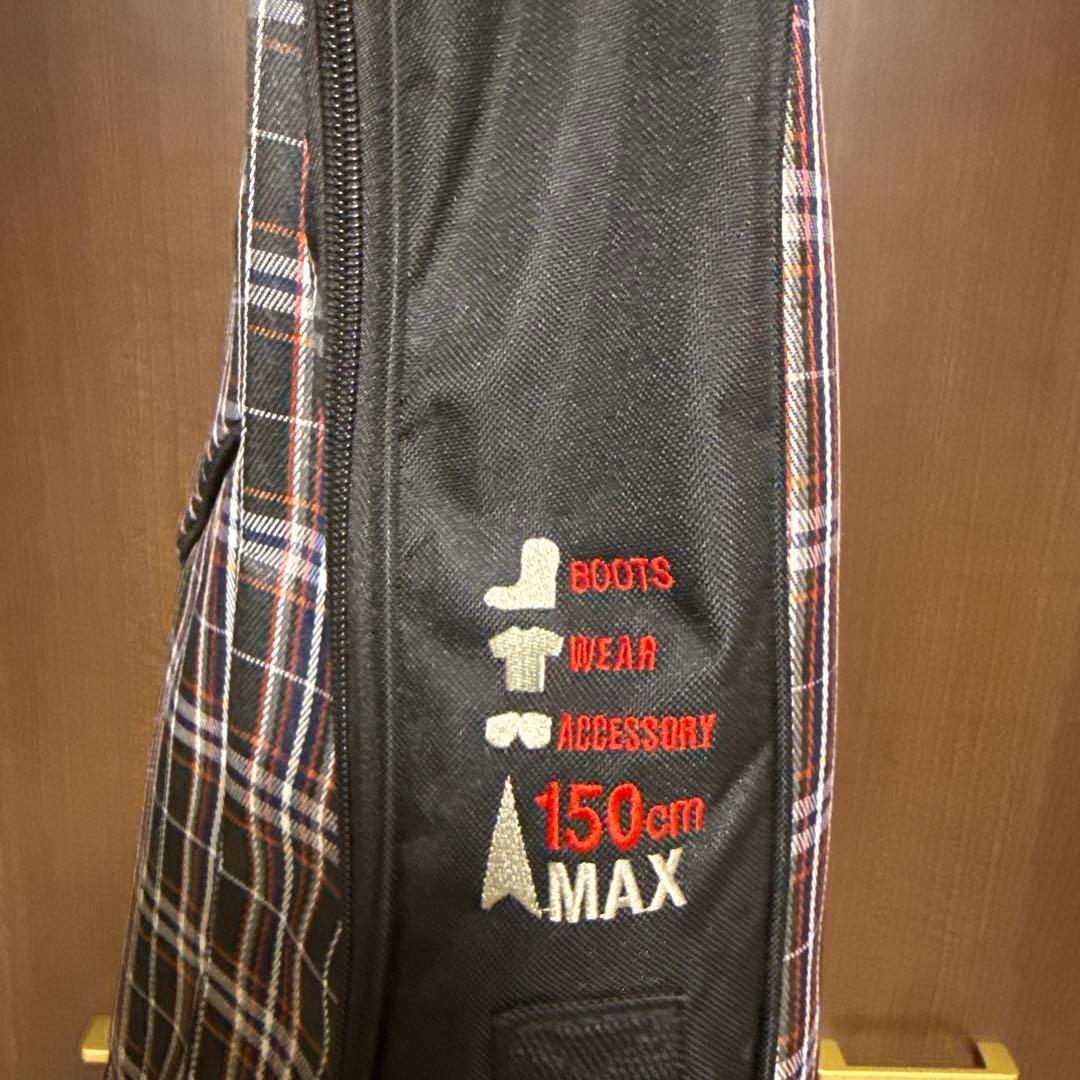 BOOTS
WEAR
ACCESSORY
150cm
MAX